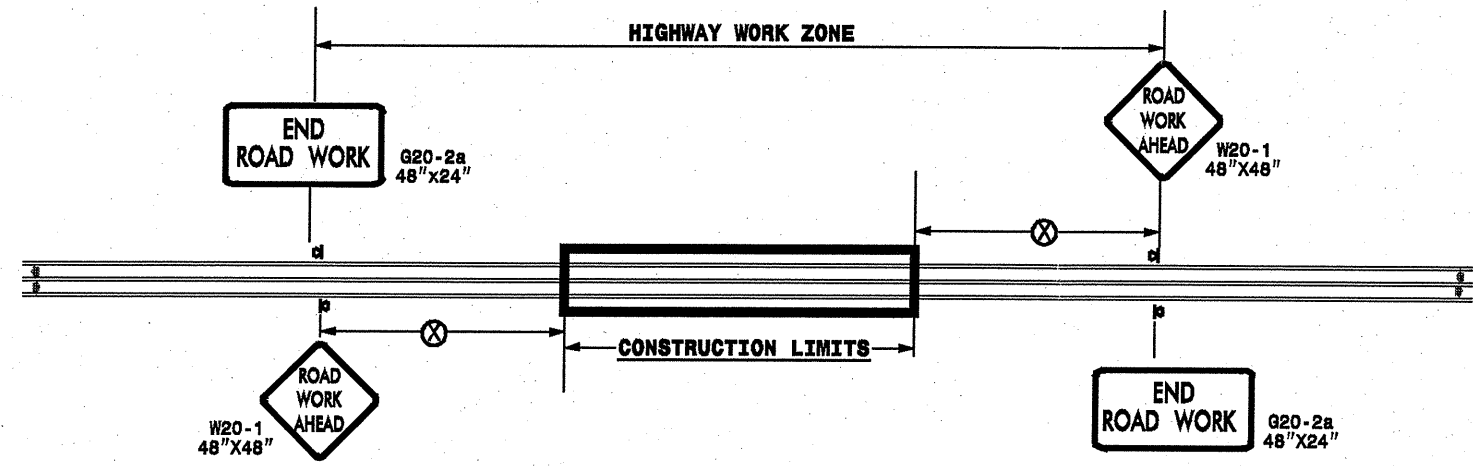 HIGHWAY WORK ZONE
END
ROAD WORK
G20-2a
48"x24"
ROAD
WORK
AHEAD
W20-1
48"X48"
X
X
CONSTRUCTION LIMITS
ROAD
WORK
AHEAD
W20-1
48"X48"
END
ROAD WORK
G20-2a
48"X24"